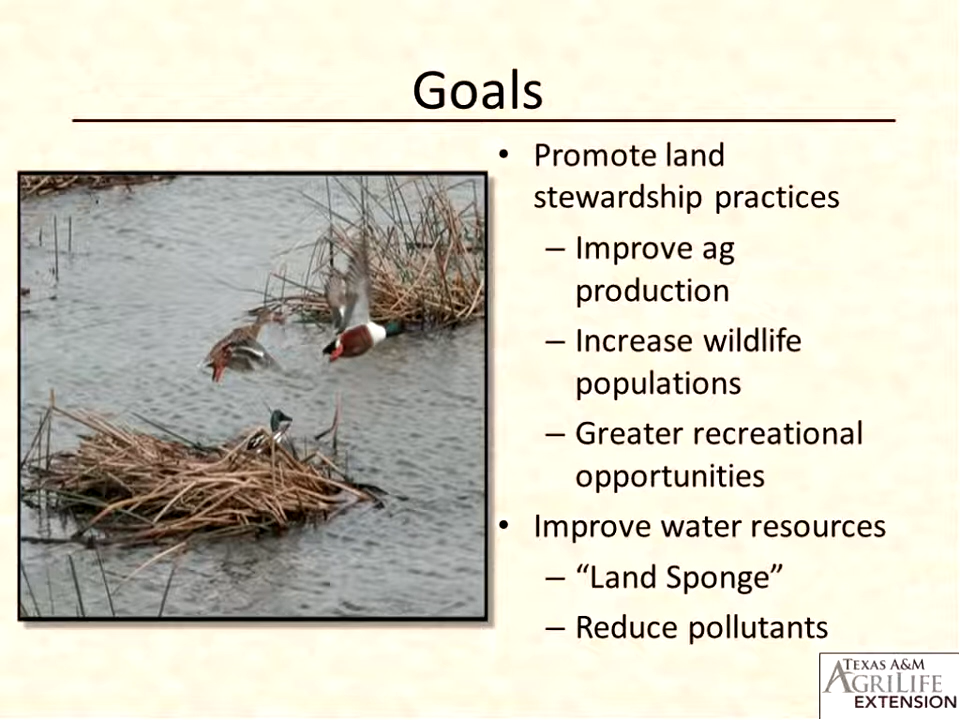 Goals
• Promote land
stewardship practices
– Improve ag
production
– Increase wildlife
populations
– Greater recreational
opportunities
• Improve water resources
– “Land Sponge”
– Reduce pollutants
TEXAS A&M
AGRILIFE
EXTENSION